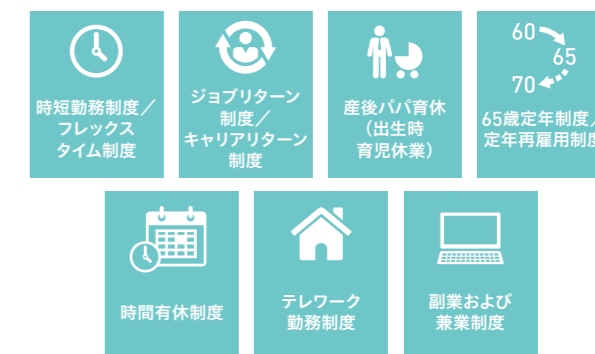 時短勤務制度／
フレックス
タイム制度
ジョブリターン
制度／
キャリアリターン
制度
産後パパ育休
（出生時
育児休業）
60
65
70
65歳定年制度／
定年再雇用制度
時間有休制度
テレワーク
勤務制度
副業および
兼業制度